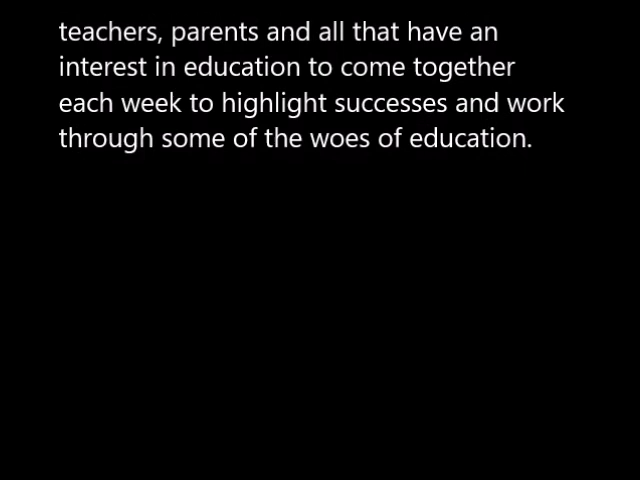 teachers, parents and all that have an
interest in education to come together
each week to highlight successes and work
through some of the woes of education.